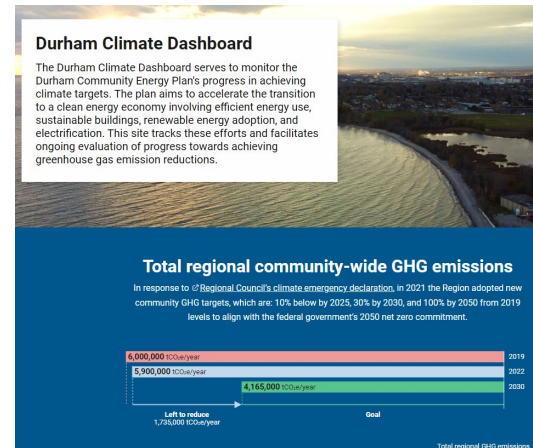 Durham Climate Dashboard
The Durham Climate Dashboard serves to monitor the
Durham Community Energy Plan's progress in achieving
climate targets. The plan aims to accelerate the transition
to a clean energy economy involving efficient energy use,
sustainable buildings, renewable energy adoption, and
electrification. This site tracks these efforts and facilitates
ongoing evaluation of progress towards achieving
greenhouse gas emission reductions.
Total regional community-wide GHG emissions
In response to Regional Council's climate emergency declaration, in 2021 the Region adopted new
community GHG targets, which are: 10% below by 2025, 30% by 2030, and 100% by 2050 from 2019
levels to align with the federal government's 2050 net zero commitment.
6,000,000 tCO₂e/year 2019
5,900,000 tCO₂e/year 2022
4,165,000 tCO₂e/year 2030
Left to reduce Goal
1,735,000 tCO₂e/year
Total regional GHG emissions